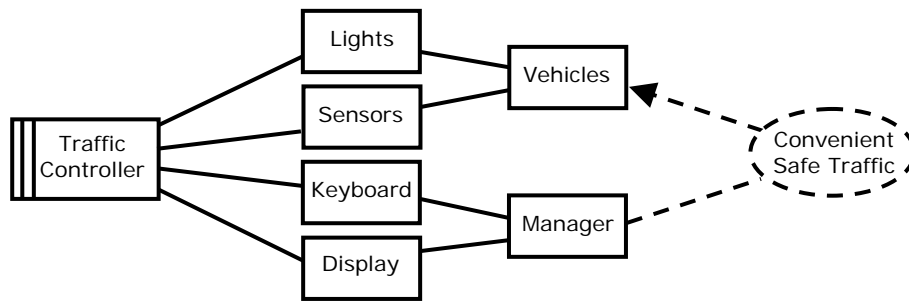 Lights
Vehicles
Sensors
Traffic
Controller
Convenient
Safe Traffic
Keyboard
Manager
Display